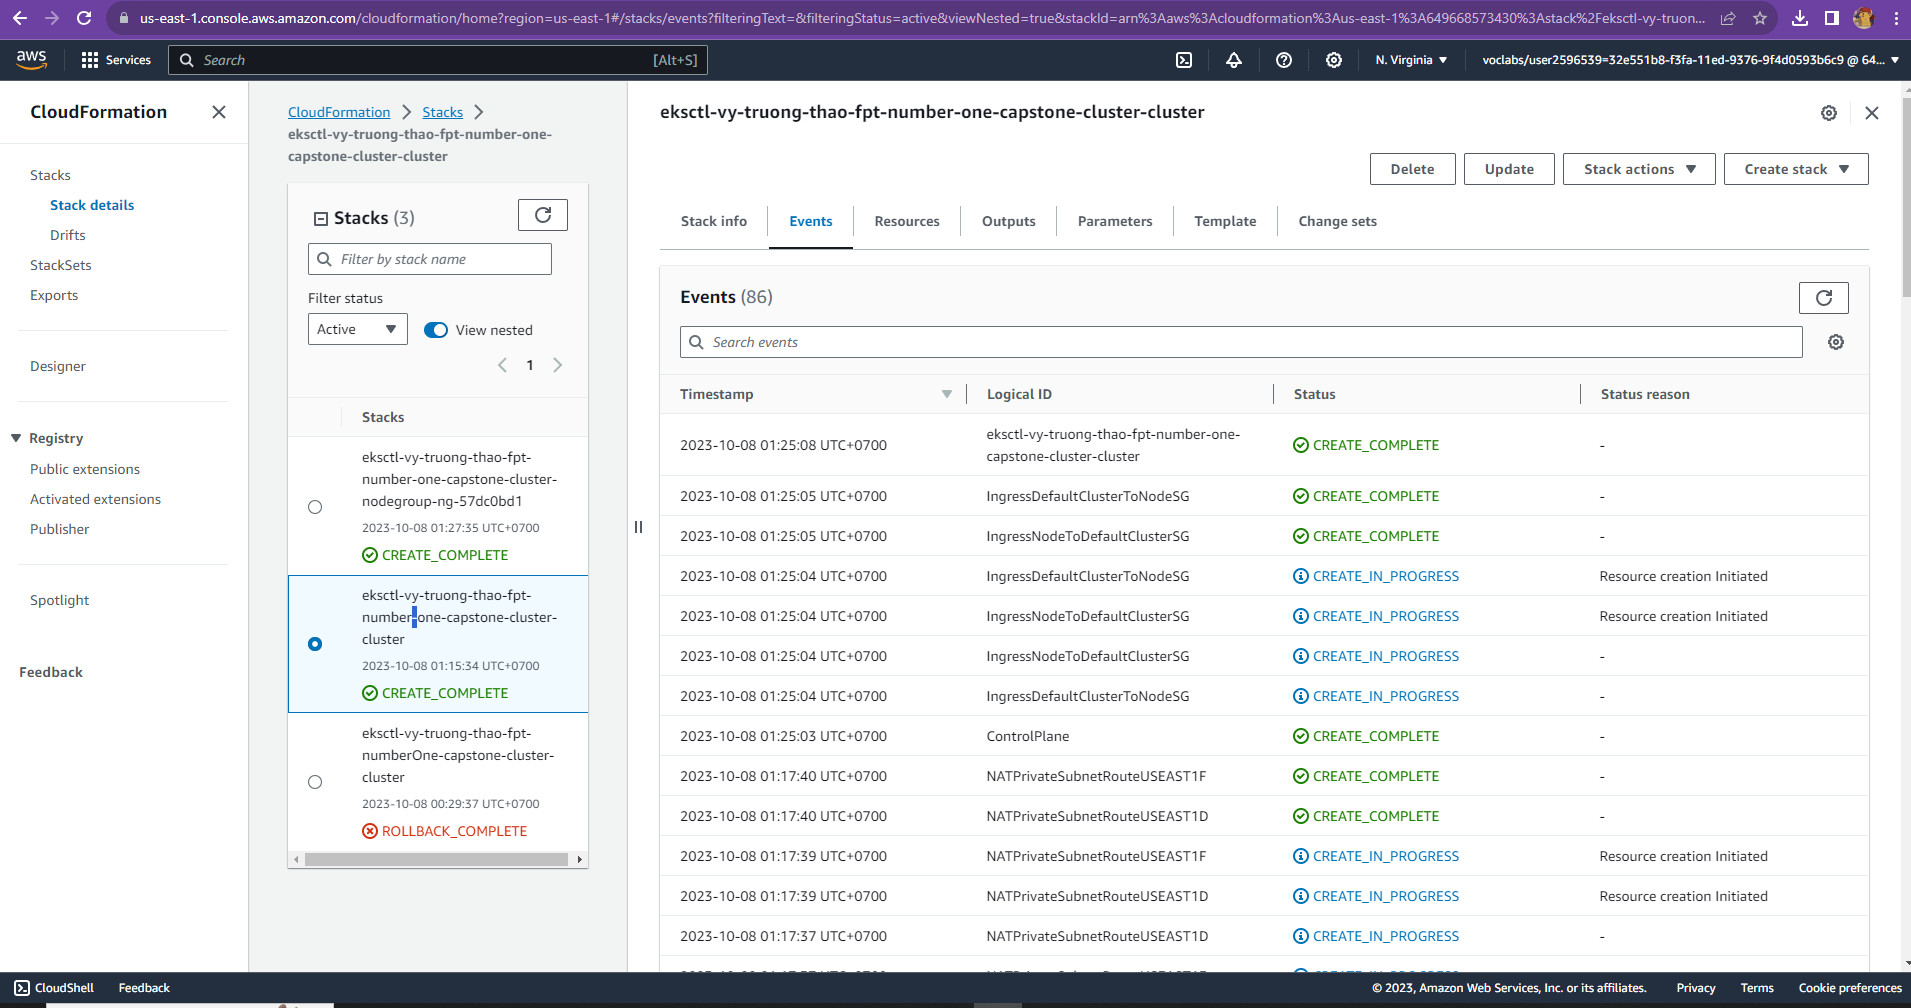 us-east-1.console.aws.amazon.com/cloudformation/home?region=us-east-1#/stacks/events?filteringText=&filteringStatus=active&viewNested=true&stackId=arn%3Aaws%3Acloudformation%3Aus-east-1%3A649668573430%3Astack%2Feksctl-vy-truon...
aws
Services
Search
[Alt+S]
N. Virginia
voclabs/user2596539=32e551b8-f3fa-11ed-9376-9f4d0593b6c9 @ 64...
CloudFormation
Stacks
Stack details
Drifts
StackSets
Exports
Designer
Registry
Public extensions
Activated extensions
Publisher
Spotlight
Feedback
CloudFormation
Stacks
eksctl-vy-truong-thao-fpt-number-one-
capstone-cluster-cluster
Stacks (3)
Filter by stack name
Filter status
Active
View nested
1
Stacks
eksctl-vy-truong-thao-fpt-
number-one-capstone-cluster-
nodegroup-ng-57dc0bd1
2023-10-08 01:27:35 UTC+0700
CREATE_COMPLETE
eksctl-vy-truong-thao-fpt-
number-one-capstone-cluster-
cluster
2023-10-08 01:15:34 UTC+0700
CREATE_COMPLETE
eksctl-vy-truong-thao-fpt-
numberOne-capstone-cluster-
cluster
2023-10-08 00:29:37 UTC+0700
ROLLBACK_COMPLETE
eksctl-vy-truong-thao-fpt-number-one-capstone-cluster-cluster
Delete
Update
Stack actions
Create stack
Stack info
Events
Resources
Outputs
Parameters
Template
Change sets
Events (86)
Search events
Timestamp Logical ID Status Status reason
2023-10-08 01:25:08 UTC+0700 eksctl-vy-truong-thao-fpt-number-one-
capstone-cluster-cluster CREATE_COMPLETE -
2023-10-08 01:25:05 UTC+0700 IngressDefaultClusterToNodeSG CREATE_COMPLETE -
2023-10-08 01:25:05 UTC+0700 IngressNodeToDefaultClusterSG CREATE_COMPLETE -
2023-10-08 01:25:04 UTC+0700 IngressDefaultClusterToNodeSG CREATE_IN_PROGRESS Resource creation Initiated
2023-10-08 01:25:04 UTC+0700 IngressNodeToDefaultClusterSG CREATE_IN_PROGRESS Resource creation Initiated
2023-10-08 01:25:04 UTC+0700 IngressNodeToDefaultClusterSG CREATE_IN_PROGRESS -
2023-10-08 01:25:04 UTC+0700 IngressDefaultClusterToNodeSG CREATE_IN_PROGRESS -
2023-10-08 01:25:03 UTC+0700 ControlPlane CREATE_COMPLETE -
2023-10-08 01:17:40 UTC+0700 NATPrivateSubnetRouteUSEAST1F CREATE_COMPLETE -
2023-10-08 01:17:40 UTC+0700 NATPrivateSubnetRouteUSEAST1D CREATE_COMPLETE -
2023-10-08 01:17:39 UTC+0700 NATPrivateSubnetRouteUSEAST1F CREATE_IN_PROGRESS Resource creation Initiated
2023-10-08 01:17:39 UTC+0700 NATPrivateSubnetRouteUSEAST1D CREATE_IN_PROGRESS Resource creation Initiated
2023-10-08 01:17:37 UTC+0700 NATPrivateSubnetRouteUSEAST1D CREATE_IN_PROGRESS -
CloudShell
Feedback
© 2023, Amazon Web Services, Inc. or its affiliates.
Privacy
Terms
Cookie preferences